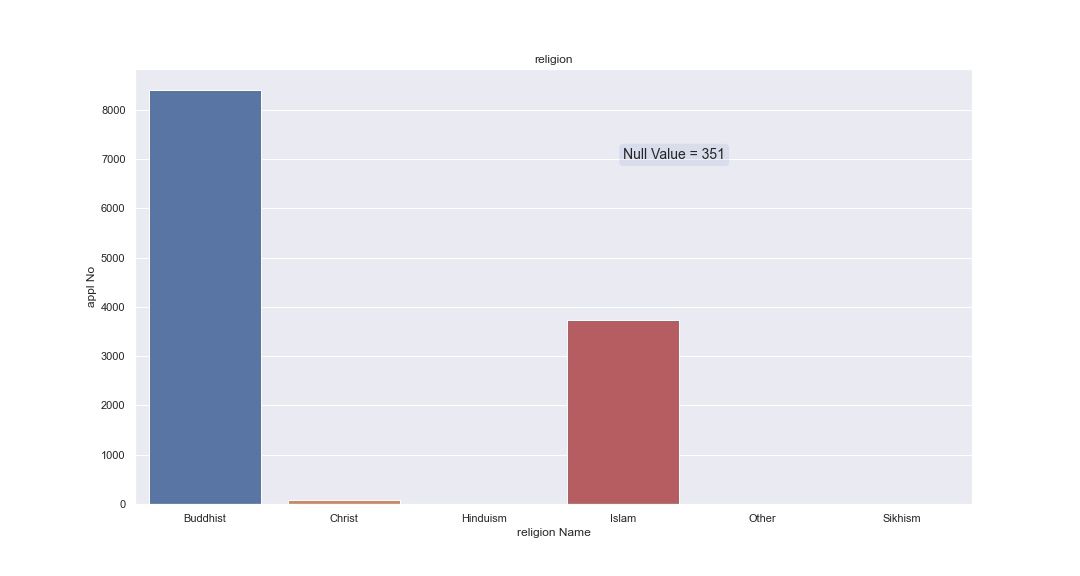 religion
8000
7000
6000
5000
4000
3000
2000
1000
0
appl No
Null Value = 351
Buddhist Christ Hinduism Islam Other Sikhism
religion Name